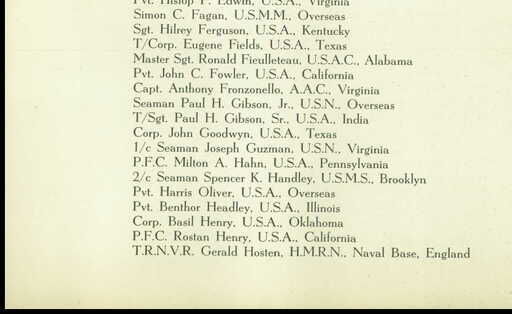 Pvt. Hislop P. Edwin, U.S.A., Virginia
Simon C. Fagan, U.S.M.M., Overseas
Sgt. Hilrey Ferguson, U.S.A., Kentucky
T/Corp. Eugene Fields, U.S.A., Texas
Master Sgt. Ronald Fieulleteau, U.S.A.C., Alabama
Pvt. John C. Fowler, U.S.A., California
Capt. Anthony Fronzonello, A.A.C., Virginia
Seaman Paul H. Gibson, Jr., U.S.N., Overseas
T/Sgt. Paul H. Gibson, Sr., U.S.A., India
Corp. John Goodwyn, U.S.A., Texas
1/c Seaman Joseph Guzman, U.S.N., Virginia
P.F.C. Milton A. Hahn, U.S.A., Pennsylvania
2/c Seaman Spencer K. Handley, U.S.M.S., Brooklyn
Pvt. Harris Oliver, U.S.A., Overseas
Pvt. Benthor Headley, U.S.A., Illinois
Corp. Basil Henry, U.S.A., Oklahoma
P.F.C. Rostan Henry, U.S.A., California
T.R.N.V.R. Gerald Hosten, H.M.R.N., Naval Base, England